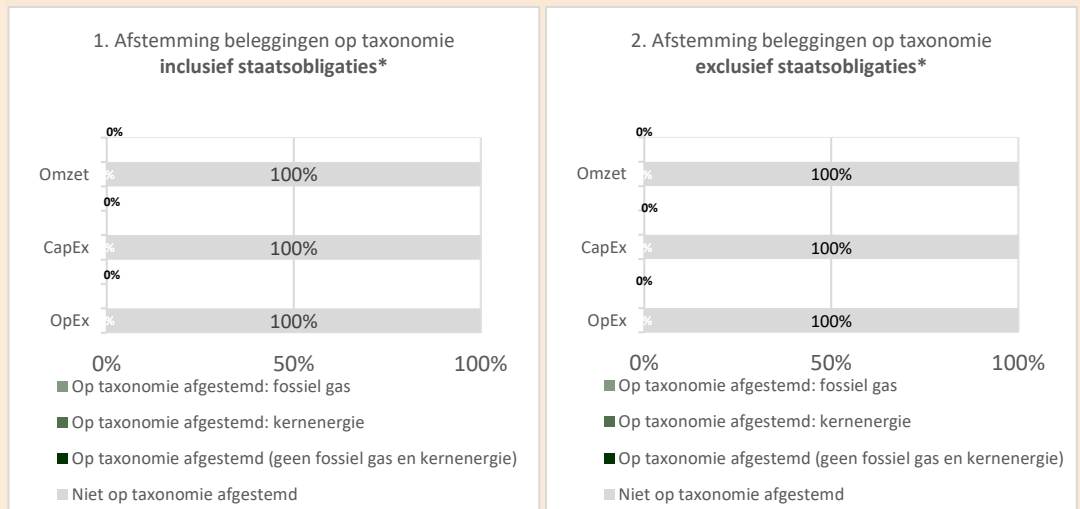 1. Afstemming beleggingen op taxonomie
inclusief staatsobligaties*
0%
Omzet
%
100%
0%
CapEx
%
100%
0%
OpEx
%
100%
0%
50%
100%
Op taxonomie afgestemd: fossiel gas
Op taxonomie afgestemd: kernenergie
Op taxonomie afgestemd (geen fossiel gas en kernenergie)
Niet op taxonomie afgestemd
2. Afstemming beleggingen op taxonomie
exclusief staatsobligaties*
0%
Omzet
%
100%
0%
CapEx
%
100%
0%
OpEx
%
100%
0%
50%
100%
Op taxonomie afgestemd: fossiel gas
Op taxonomie afgestemd: kernenergie
Op taxonomie afgestemd (geen fossiel gas en kernenergie)
Niet op taxonomie afgestemd